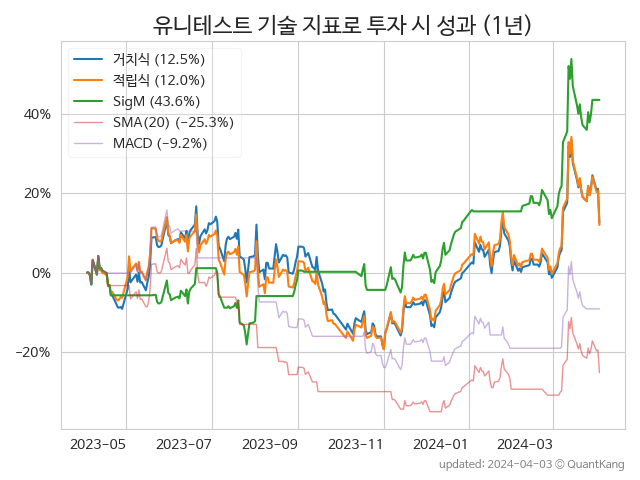 유니테스트 기술 지표로 투자 시 성과 (1년)
거치식 (12.5%)
적립식 (12.0%)
SigM (43.6%)
SMA(20) (−25.3%)
MACD (−9.2%)
40%
20%
0%
−20%
2023-05 2023-07 2023-09 2023-11 2024-01 2024-03
updated: 2024-04-03 © QuantKang